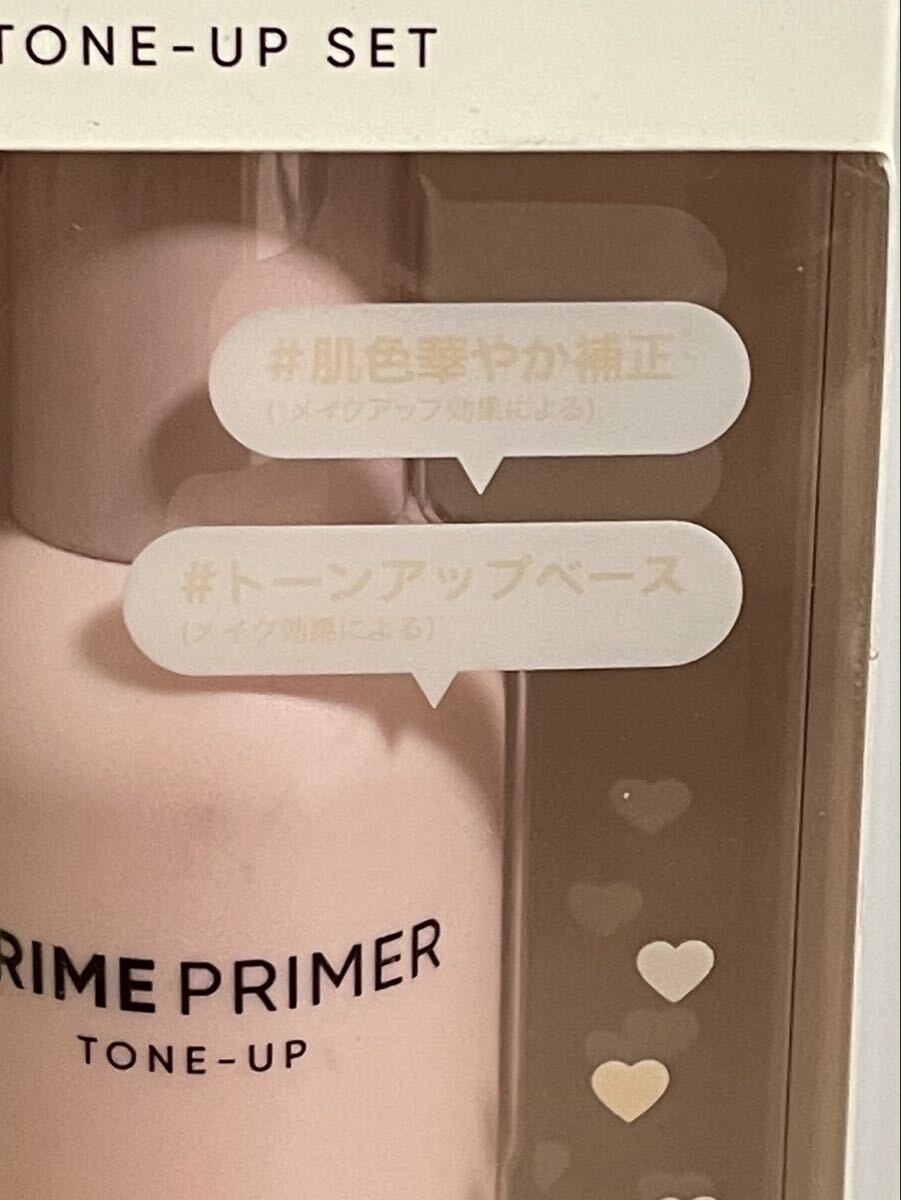 TONE-UP SET
#肌色華やか補正*
(*メイクアップ効果による)
#トーンアップベース
(メイク効果による)
RIME PRIMER
TONE-UP